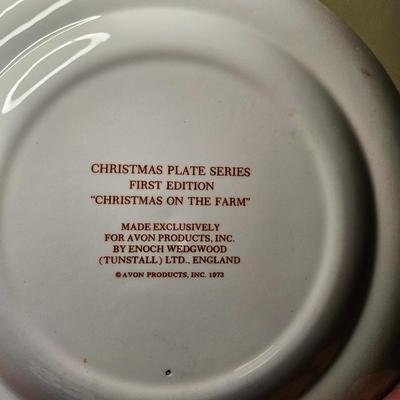 CHRISTMAS PLATE SERIES
FIRST EDITION
"CHRISTMAS ON THE FARM"
MADE EXCLUSIVELY
FOR AVON PRODUCTS, INC.
BY ENOCH WEDGWOOD
(TUNSTALL) LTD., ENGLAND
© AVON PRODUCTS, INC. 1973